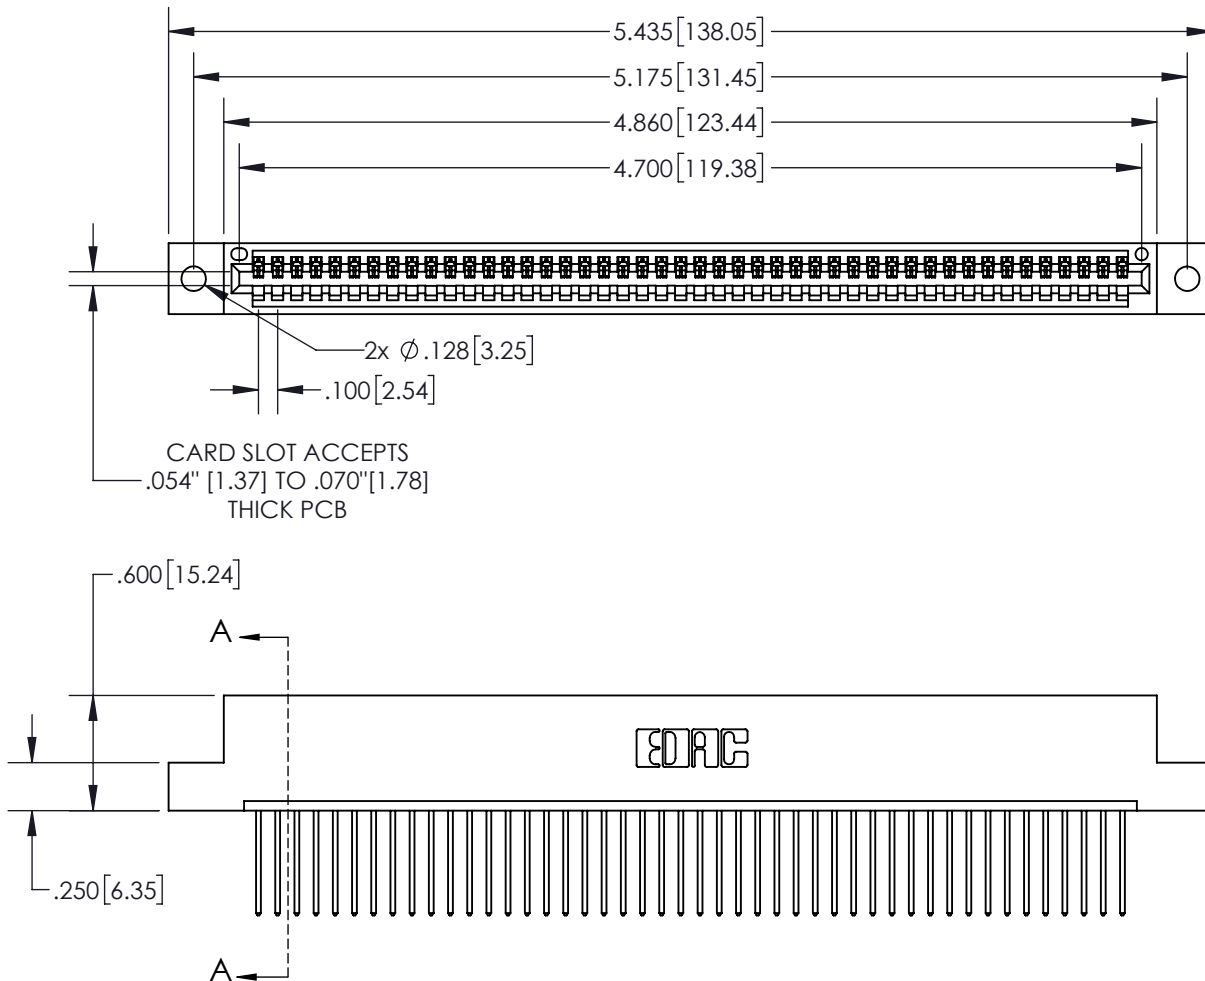 5.435[138.05]
5.175[131.45]
4.860[123.44]
4.700[119.38]
2x Ø.128[3.25]
.100[2.54]
CARD SLOT ACCEPTS
.054" [1.37] TO .070"[1.78]
THICK PCB
.600[15.24]
A
EDAC
.250[6.35]
A